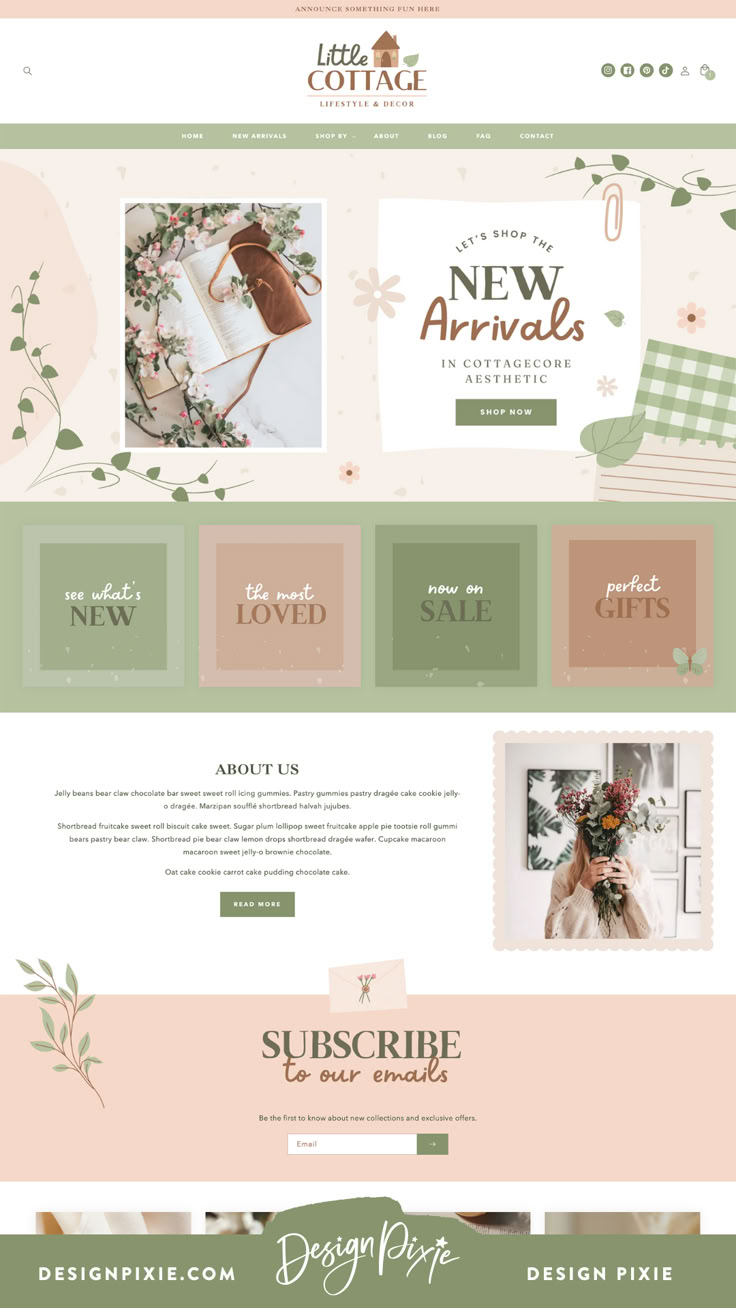 ANNOUNCE SOMETHING FUN HERE
Little
COTTAGE
LIFESTYLE & DECOR
HOME NEW ARRIVALS SHOP BY ABOUT BLOG FAQ CONTACT
LET'S SHOP THE
NEW
Arrivals
IN COTTAGECORE
AESTHETIC
SHOP NOW
see what's
NEW
the most
LOVED
now on
SALE
perfect
GIFTS
ABOUT US
Jelly beans bear claw chocolate bar sweet sweet roll icing gummies. Pastry gummies pastry dragée cake cookie jelly-
o dragée. Marzipan soufflé shortbread halvah jujubes.
Shortbread fruitcake sweet roll biscuit cake sweet. Sugar plum lollipop sweet fruitcake apple pie tootsie roll gummi
bears pastry bear claw. Shortbread pie bear claw lemon drops shortbread dragée wafer. Cupcake macaroon
macaroon sweet jelly-o brownie chocolate.
Oat cake cookie carrot cake pudding chocolate cake.
READ MORE
SUBSCRIBE
to our emails
Be the first to know about new collections and exclusive offers.
Email
DESIGNPIXIE.COM
Design Pixie
DESIGN PIXIE